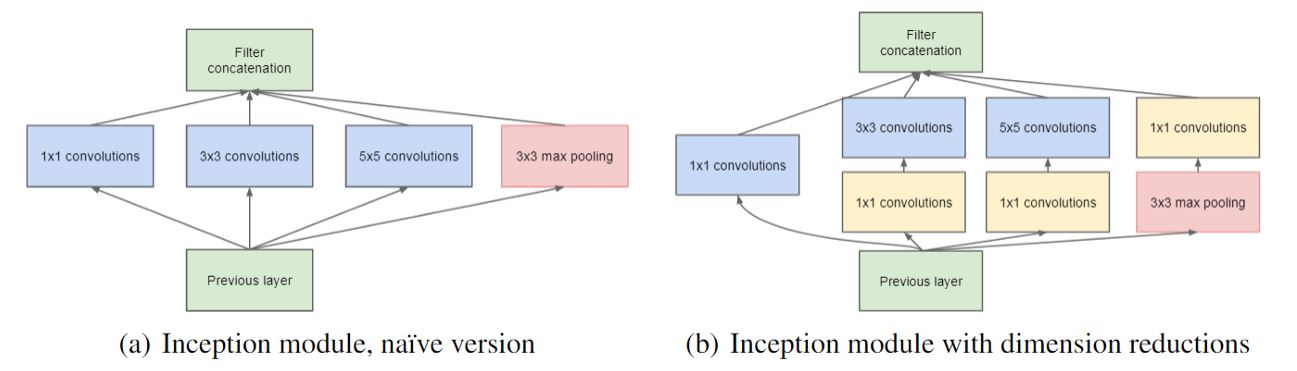 Filter
concatenation
1x1 convolutions
3x3 convolutions
5x5 convolutions
3x3 max pooling
Previous layer
(a) Inception module, naïve version
Filter
concatenation
3x3 convolutions
5x5 convolutions
1x1 convolutions
1x1 convolutions
1x1 convolutions
1x1 convolutions
3x3 max pooling
Previous layer
(b) Inception module with dimension reductions